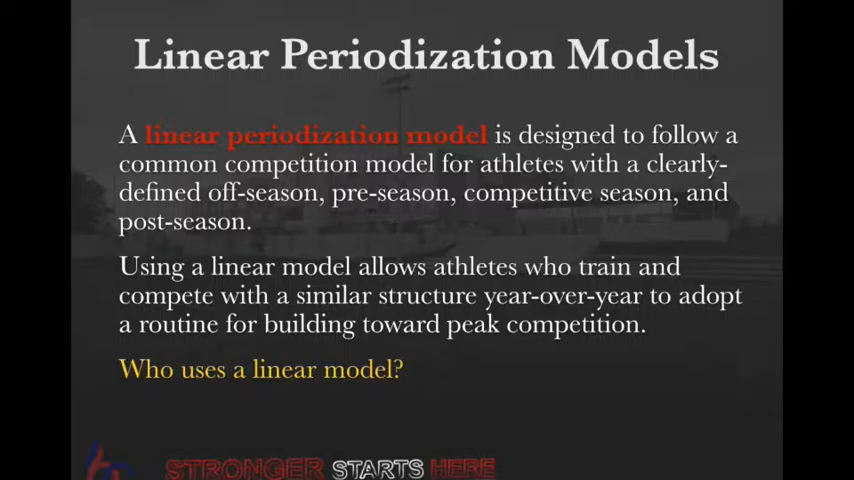 Linear Periodization Models
A linear periodization model is designed to follow a
common competition model for athletes with a clearly-
defined off-season, pre-season, competitive season, and
post-season.
Using a linear model allows athletes who train and
compete with a similar structure year-over-year to adopt
a routine for building toward peak competition.
Who uses a linear model?
STRONGER STARTS HERE